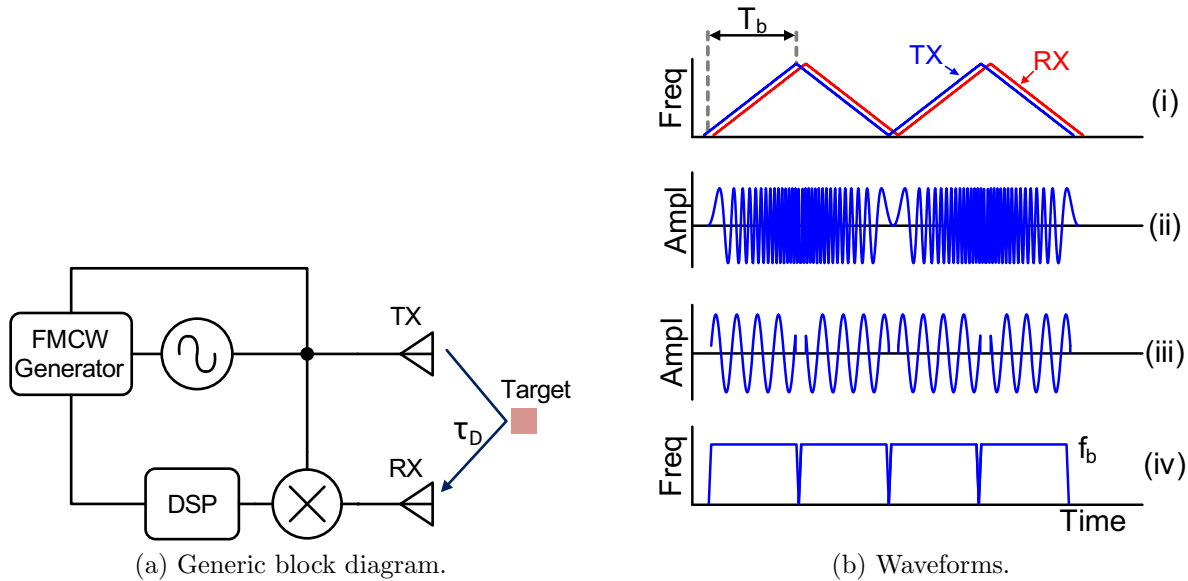 FMCW
Generator
TX
Target
τD
RX
DSP
(a) Generic block diagram.
Tb
TX
RX
Freq
(i)
Ampl
(ii)
Ampl
(iii)
Freq
fb
(iv)
Time
(b) Waveforms.